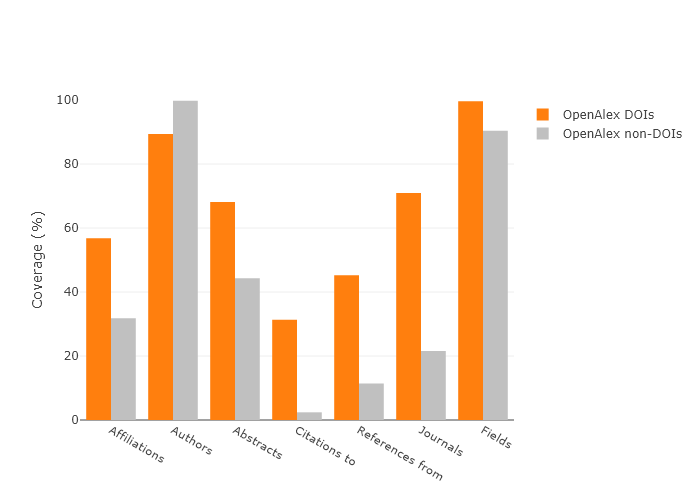 100
80
60
40
20
0
Coverage (%)
Affiliations
Authors
Abstracts
Citations to
References from
Journals
Fields
OpenAlex DOIs
OpenAlex non-DOIs